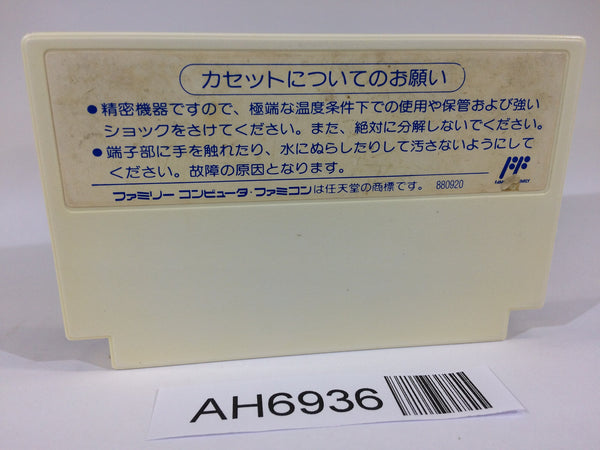 カセットについてのお願い
●精密機器ですので、極端な温度条件下での使用や保管および強い
ショックをさけてください。また、絶対に分解しないでください。
●端子部に手を触れたり、水にぬらしたりして汚さないようにして
ください。故障の原因となります。
ファミリーコンピュータ・ファミコンは任天堂の商標です。 880920
AH6936